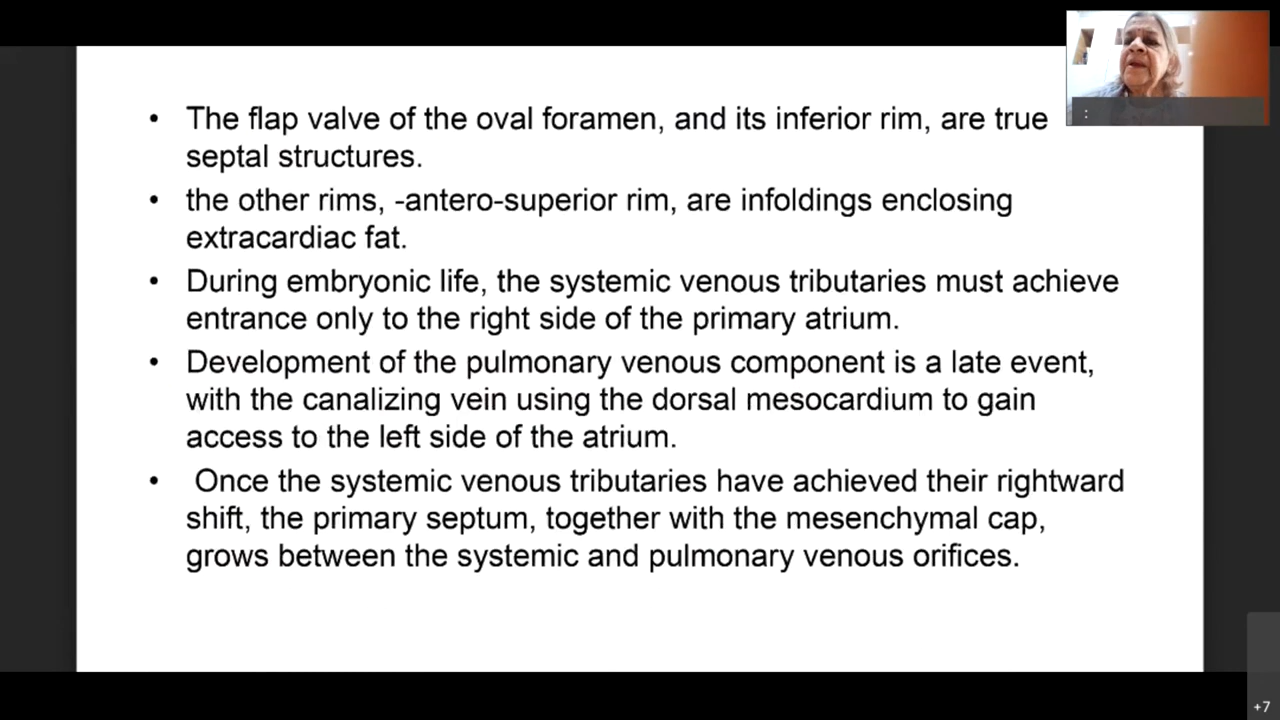 • The flap valve of the oval foramen, and its inferior rim, are true
septal structures.
• the other rims, -antero-superior rim, are infoldings enclosing
extracardiac fat.
• During embryonic life, the systemic venous tributaries must achieve
entrance only to the right side of the primary atrium.
• Development of the pulmonary venous component is a late event,
with the canalizing vein using the dorsal mesocardium to gain
access to the left side of the atrium.
• Once the systemic venous tributaries have achieved their rightward
shift, the primary septum, together with the mesenchymal cap,
grows between the systemic and pulmonary venous orifices.
:
+7